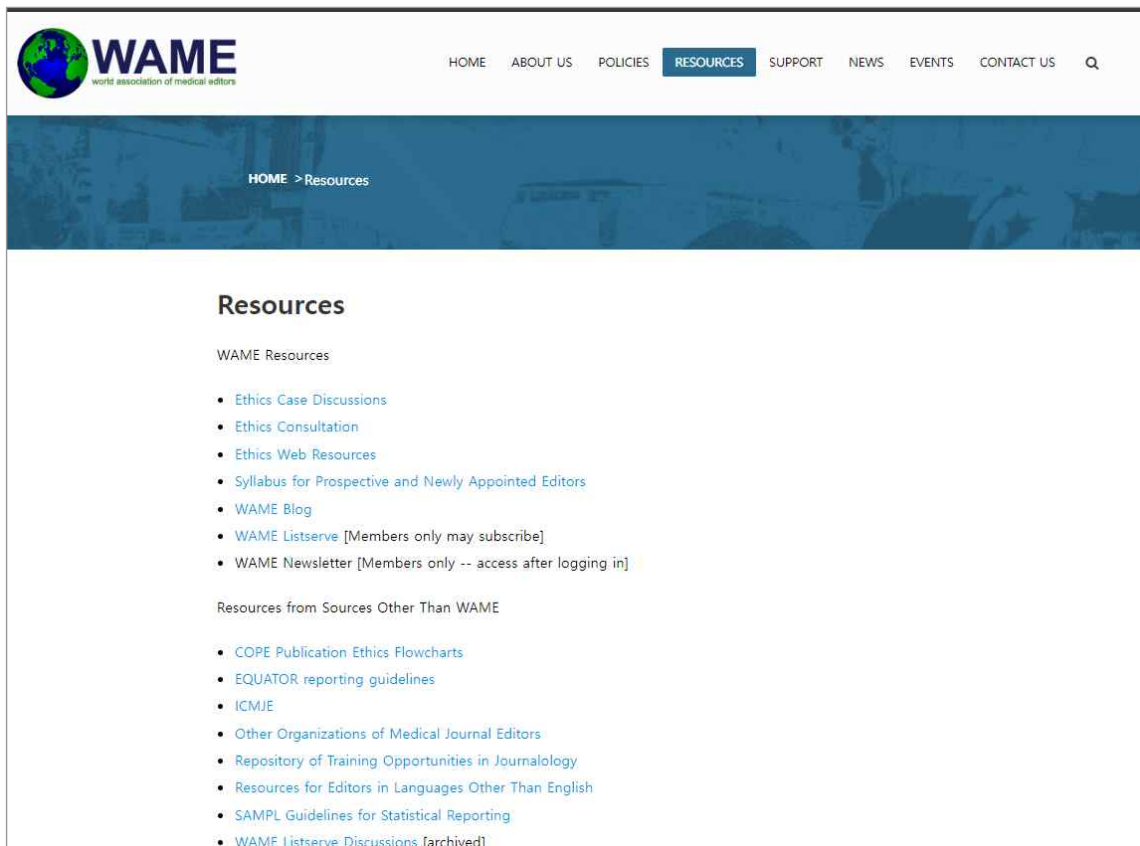 WAME
world association of medical editors
HOME ABOUT US POLICIES RESOURCES SUPPORT NEWS EVENTS CONTACT US
HOME > Resources
Resources
WAME Resources
• Ethics Case Discussions
• Ethics Consultation
• Ethics Web Resources
• Syllabus for Prospective and Newly Appointed Editors
• WAME Blog
• WAME Listserve [Members only may subscribe]
• WAME Newsletter [Members only -- access after logging in]
Resources from Sources Other Than WAME
• COPE Publication Ethics Flowcharts
• EQUATOR reporting guidelines
• ICMJE
• Other Organizations of Medical Journal Editors
• Repository of Training Opportunities in Journalology
• Resources for Editors in Languages Other Than English
• SAMPL Guidelines for Statistical Reporting
• WAME Listserve Discussions [archived]